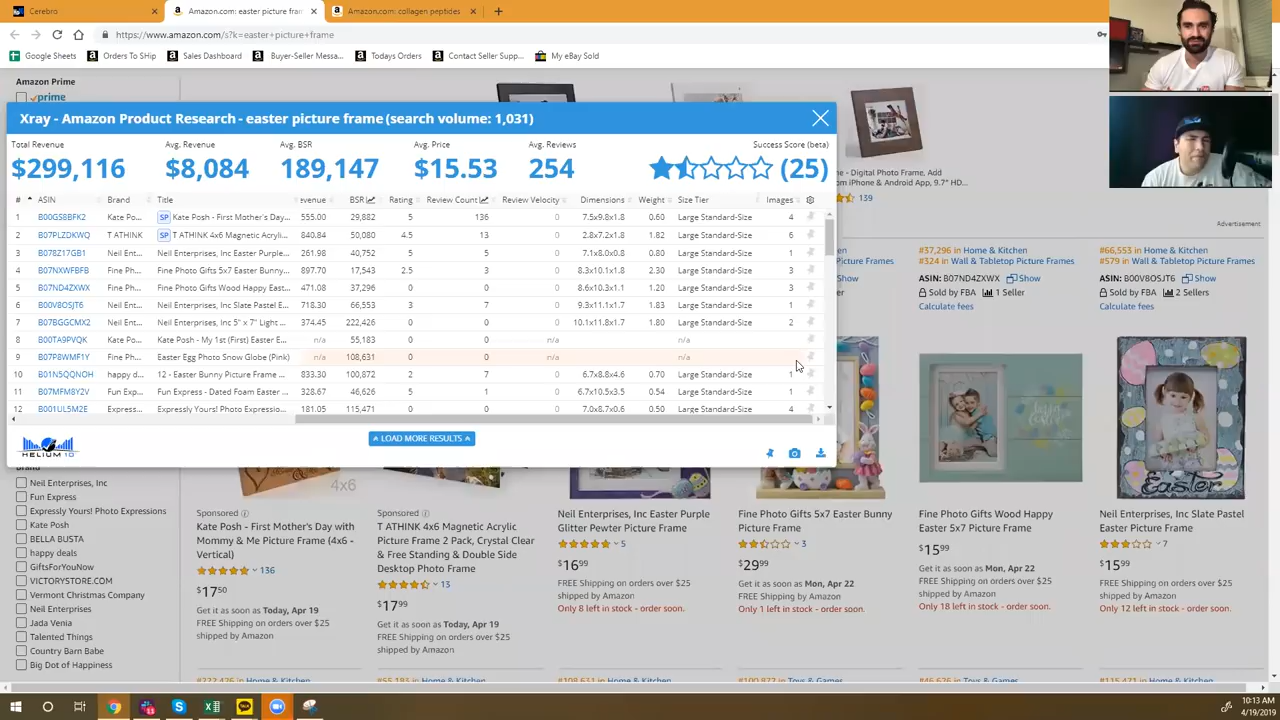 Cerebro
Amazon.com: easter picture fram
Amazon.com: collagen peptides
https://www.amazon.com/s?k=easter+picture+frame
Google Sheets
Orders To SHip
Sales Dashboard
Buyer-Seller Messa...
Todays Orders
Contact Seller Supp...
My eBay Sold
Amazon Prime
prime
Xray - Amazon Product Research - easter picture frame (search volume: 1,031)
Total Revenue Avg. Revenue Avg. BSR Avg. Price Avg. Reviews Success Score (beta)
$299,116 $8,084 189,147 $15.53 254 (25)
# ASIN Brand Title evenue BSR Rating Review Count Review Velocity Dimensions Weight Size Tier Images
1 B00GS8BFK2 Kate Po... SP Kate Posh - First Mother's Day... 555.00 29,882 5 136 0 7.5x9.8x1.8 0.60 Large Standard-Size 4
2 B07PLZDKWQ T ATHINK SP T ATHINK 4x6 Magnetic Acryli... 840.84 50,080 4.5 13 0 2.8x7.2x1.8 1.82 Large Standard-Size 6
3 B078Z17GB1 Neil Ent... Neil Enterprises, Inc Easter Pur... 261.98 40,752 5 5 0 7.1x8.0x0.8 0.80 Large Standard-Size 1
4 B07NXWFBFB Fine Ph... Fine Photo Gifts 5x7 Easter Bunny... 897.70 17,543 2.5 3 0 8.3x10.1x1.8 2.30 Large Standard-Size 3
5 B07ND4ZXWX Fine Ph... Fine Photo Gifts Wood Happy East... 471.08 37,296 0 0 0 8.6x10.3x1.1 1.20 Large Standard-Size 3
6 B00V8OSJT6 Neil Ent... Neil Enterprises, Inc Slate Pastel E... 718.30 66,553 3 7 0 9.3x11.1x1.7 1.83 Large Standard-Size 1
7 B07BGGCMX2 Neil Ent... Neil Enterprises, Inc 5" x 7" Light ... 374.45 222,426 0 0 0 10.1x11.8x1.7 1.80 Large Standard-Size 2
8 B00TA9PVQK Kate Po... Kate Posh - My 1st (First) Easter E... n/a 55,183 0 0 n/a n/a
9 B07P8WMF1Y Fine Ph... Easter Egg Photo Snow Globe (Pink) n/a 108,631 0 0 n/a n/a
10 B01N5QQNOH happy d... 12 - Easter Bunny Picture Frame ... 833.30 100,872 2 7 0 6.7x8.8x4.6 0.70 Large Standard-Size 1
11 B07MFM8Y2V Fun Exp... Fun Express - Dated Foam Easter ... 328.67 46,626 5 1 0 6.7x10.5x3.5 0.54 Large Standard-Size 1
12 B001UL5M2E Express... Expressly Yours! Photo Expressio... 181.05 115,471 0 0 0 7.0x8.7x0.6 0.50 Large Standard-Size 4
LOAD MORE RESULTS
HELIUM 10
e - Digital Photo Frame, Add
om iPhone & Android App, 9.7" HD...
139
Advertisement
#37,296 in Home & Kitchen
#324 in Wall & Tabletop Picture Frames
ASIN: B07ND4ZXWX Show
Sold by FBA 1 Seller
Calculate fees
#66,553 in Home & Kitchen
#579 in Wall & Tabletop Picture Frames
ASIN: B00V8OSJT6 Show
Sold by FBA 2 Sellers
Calculate fees
Easter
4x6
Brand
Neil Enterprises, Inc
Fun Express
Expressly Yours! Photo Expressions
Kate Posh
BELLA BUSTA
happy deals
GiftsForYouNow
VICTORYSTORE.COM
Vermont Christmas Company
Neil Enterprises
Jada Venia
Talented Things
Country Barn Babe
Big Dot of Happiness
Sponsored
Kate Posh - First Mother's Day with
Mommy & Me Picture Frame (4x6 -
Vertical)
136
$17 50
Get it as soon as Today, Apr 19
FREE Shipping on orders over $25
shipped by Amazon
Sponsored
T ATHINK 4x6 Magnetic Acrylic
Picture Frame 2 Pack, Crystal Clear
& Free Standing & Double Side
Desktop Photo Frame
13
$17 99
Get it as soon as Today, Apr 19
FREE Shipping on orders over $25
shipped by Amazon
Neil Enterprises, Inc Easter Purple
Glitter Pewter Picture Frame
5
$16 99
FREE Shipping on orders over $25
shipped by Amazon
Only 8 left in stock - order soon.
Fine Photo Gifts 5x7 Easter Bunny
Picture Frame
3
$29 99
Get it as soon as Mon, Apr 22
FREE Shipping by Amazon
Only 1 left in stock - order soon.
Fine Photo Gifts Wood Happy
Easter 5x7 Picture Frame
$15 99
Get it as soon as Mon, Apr 22
FREE Shipping on orders over $25
shipped by Amazon
Only 18 left in stock - order soon.
Neil Enterprises, Inc Slate Pastel
Easter Picture Frame
7
$15 99
FREE Shipping on orders over $25
shipped by Amazon
Only 12 left in stock - order soon.
#222,426 in Home & Kitchen
#55,183 in Home & Kitchen
#108,631 in Home & Kitchen
#100,872 in Toys & Games
#46,626 in Toys & Games
#115,471 in Home & Kitchen
10:13 AM
4/19/2019